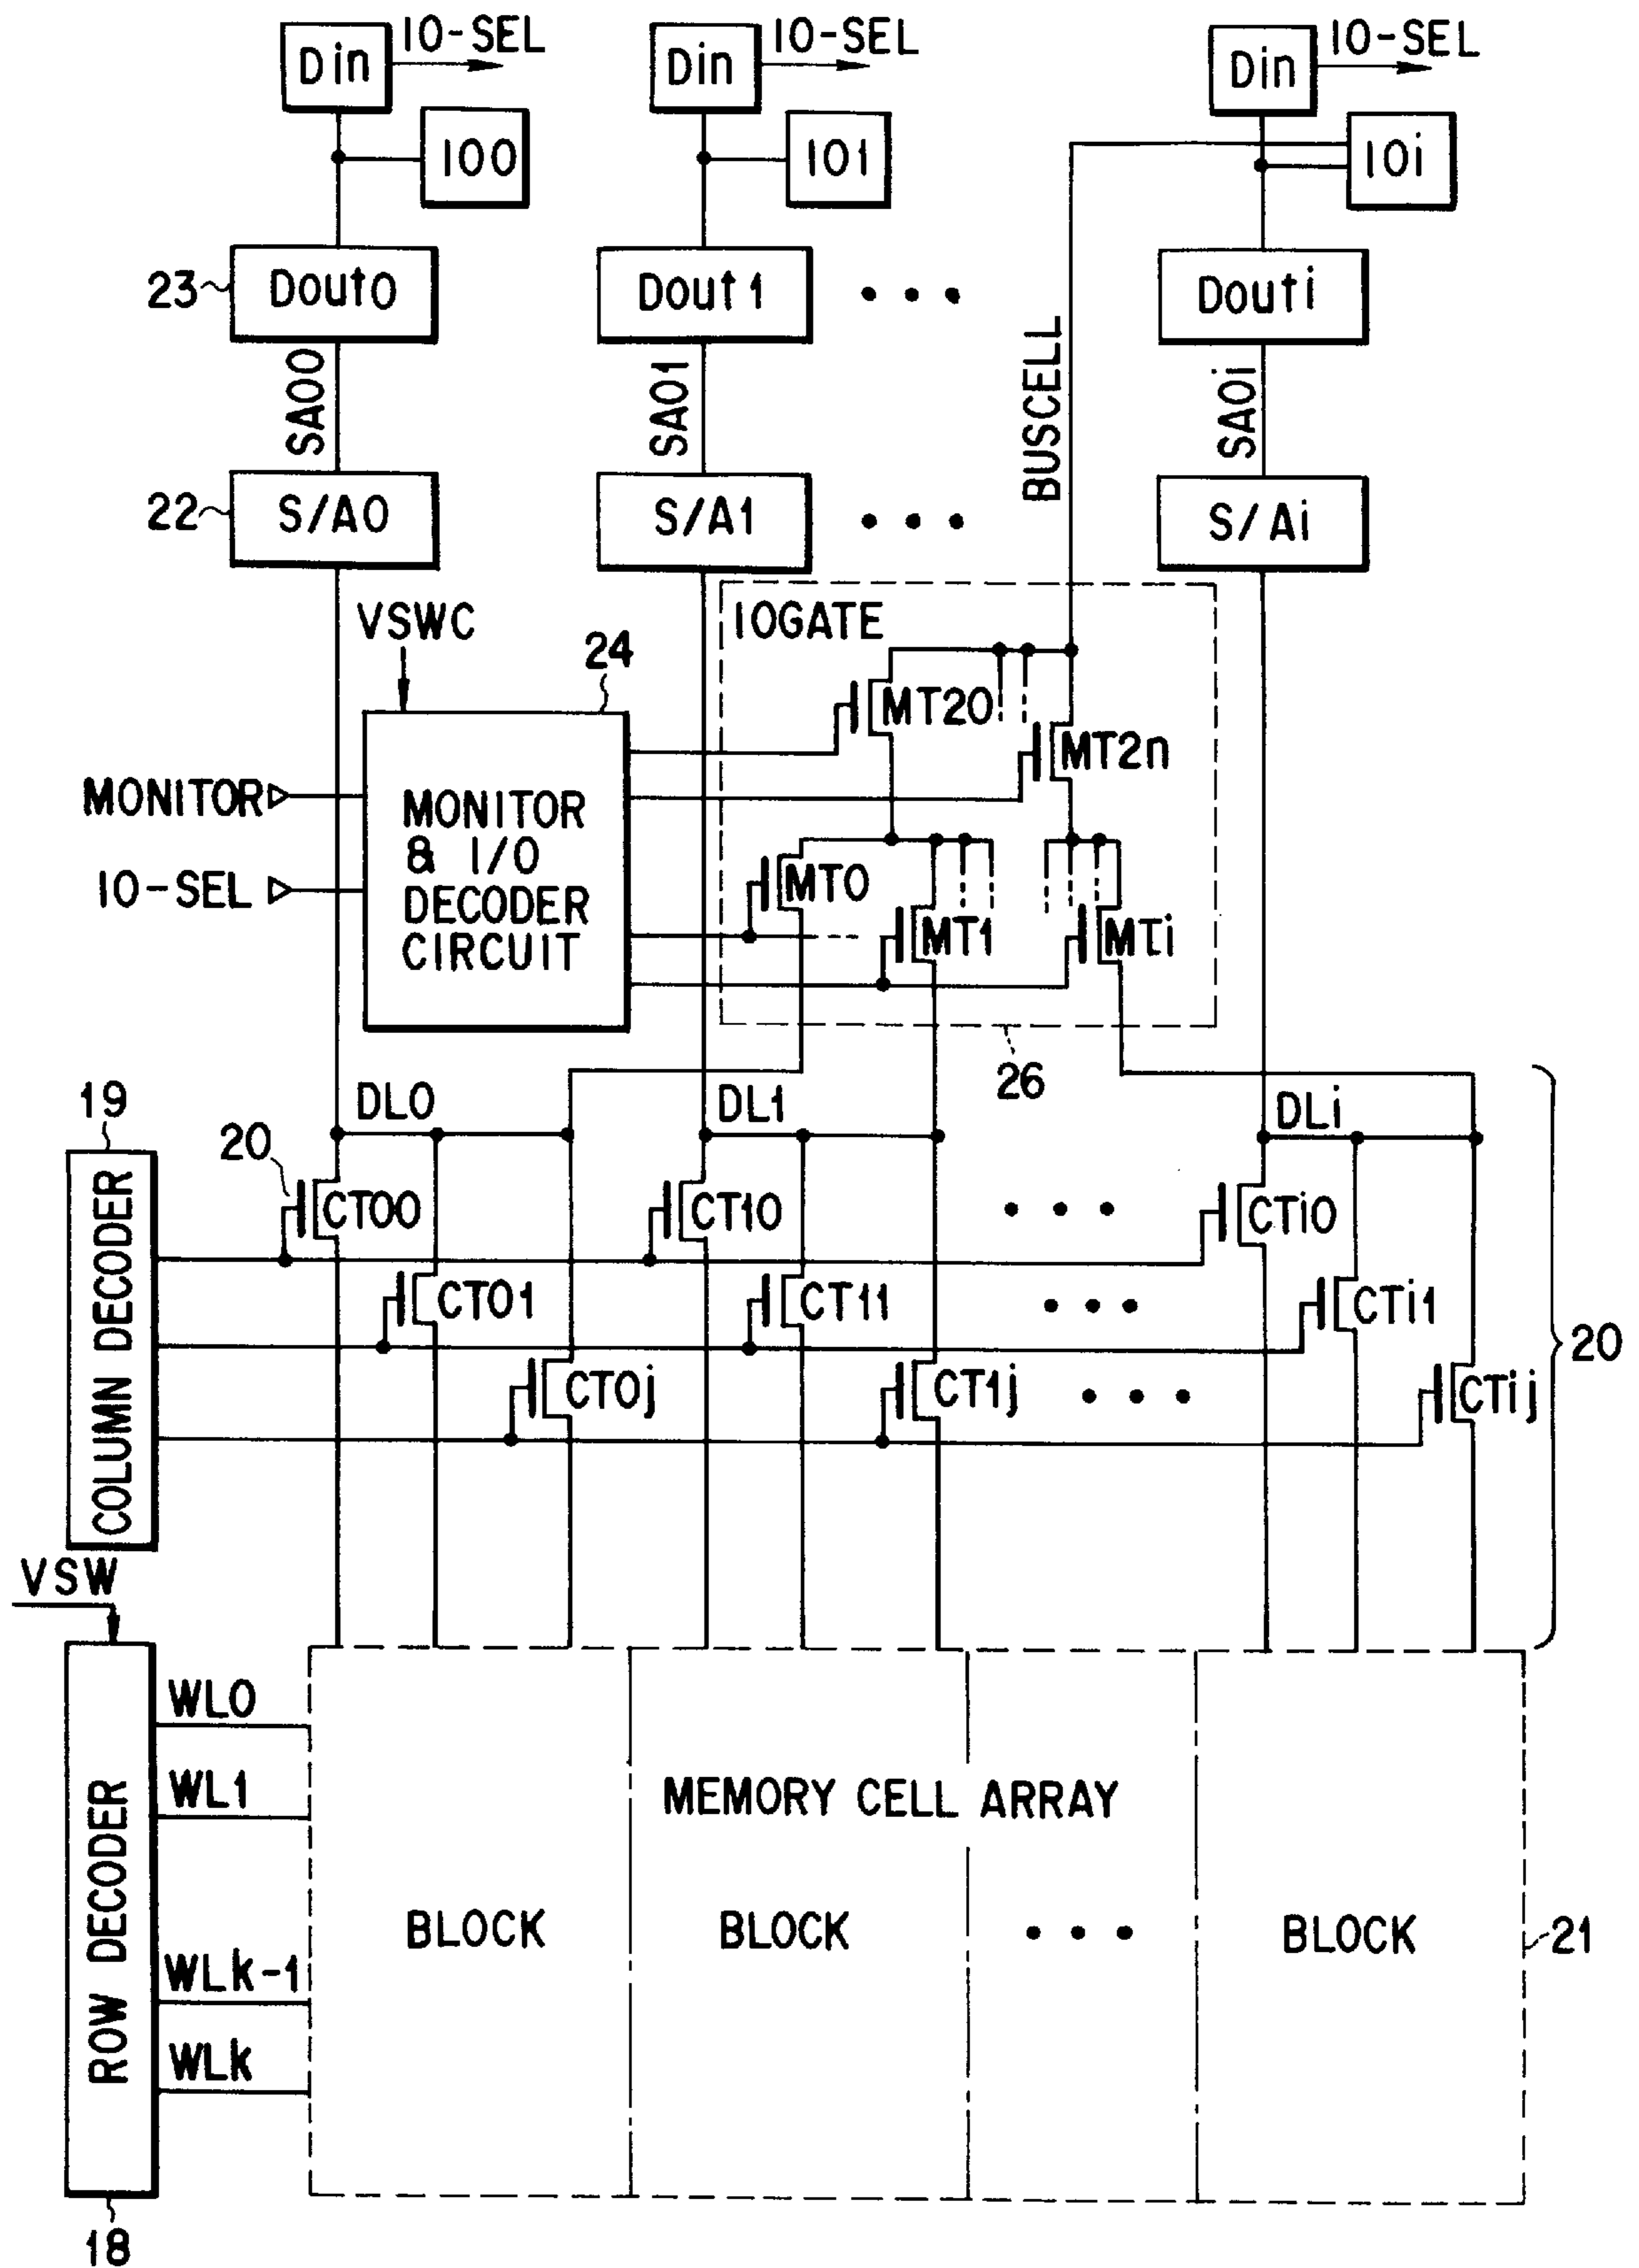 Din IO-SEL Din IO-SEL Din IO-SEL
IO0 IO1 IOi
23 Dout0 Dout1 Douti
SAO0 SAO1 BUSCELL SAOi
22 S/A0 S/A1 S/Ai
VSWC
24
IOGATE
MT20
MT2n
MONITOR
IO-SEL
MONITOR
& I/O
DECODER
CIRCUIT
MT0
MT1 MTi
26
19
20
DL0 DL1 DLi
COLUMN DECODER
CT00 CT10 CTi0
CT01 CT11 CTi1
20
CT0j CT1j CTij
VSW
ROW DECODER
WL0
WL1
WLk-1
WLk
MEMORY CELL ARRAY
BLOCK BLOCK BLOCK
21
18